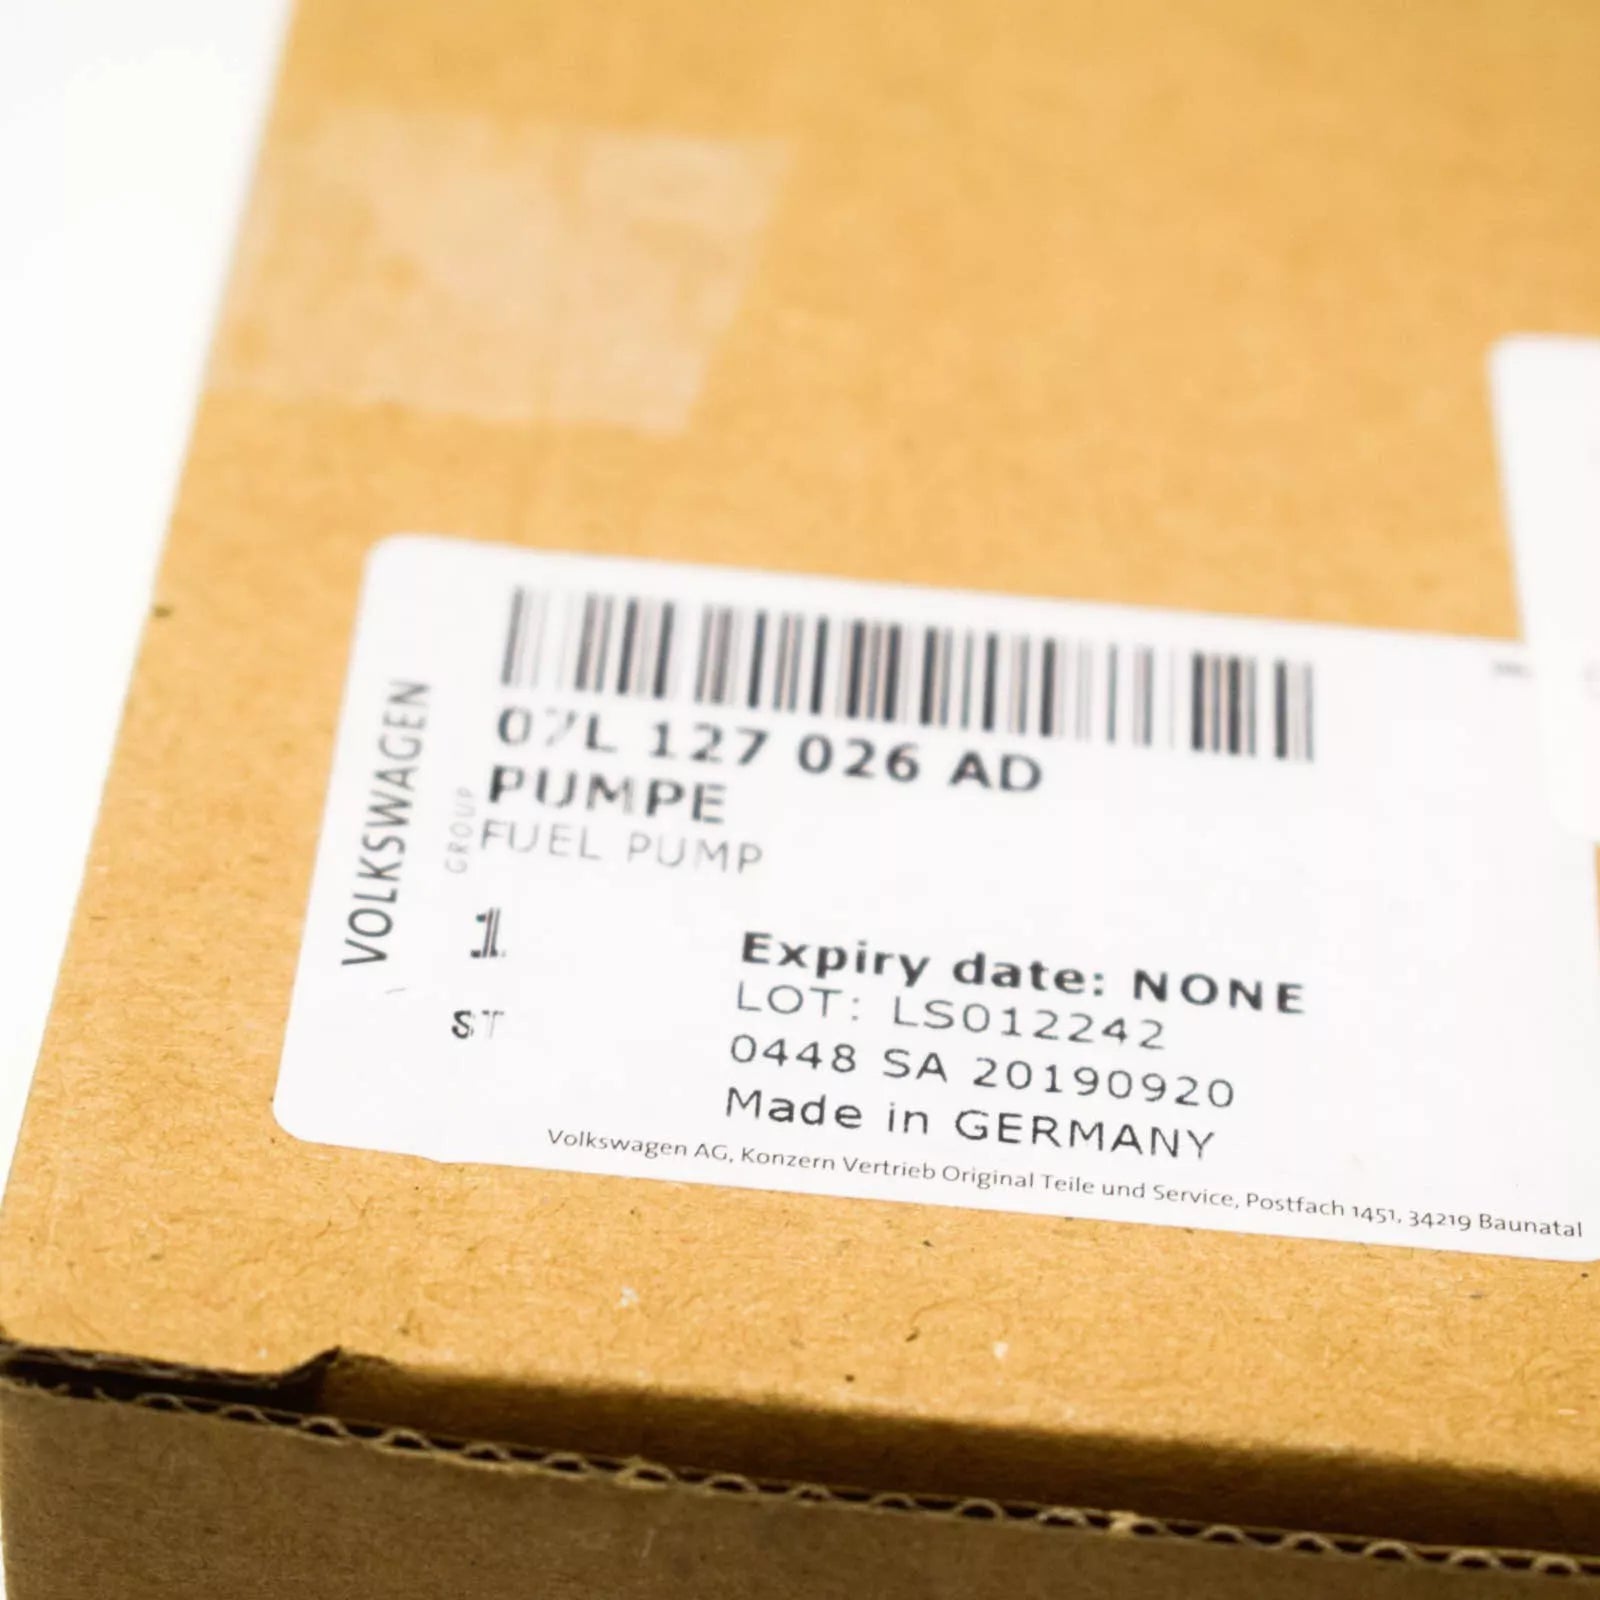 07L 127 026 AD
PUMPE
FUEL PUMP
VOLKSWAGEN
GROUP
1
ST
Expiry date: NONE
LOT: LS012242
0448 SA 20190920
Made in GERMANY
Volkswagen AG, Konzern Vertrieb Original Teile und Service, Postfach 1451, 34219 Baunatal